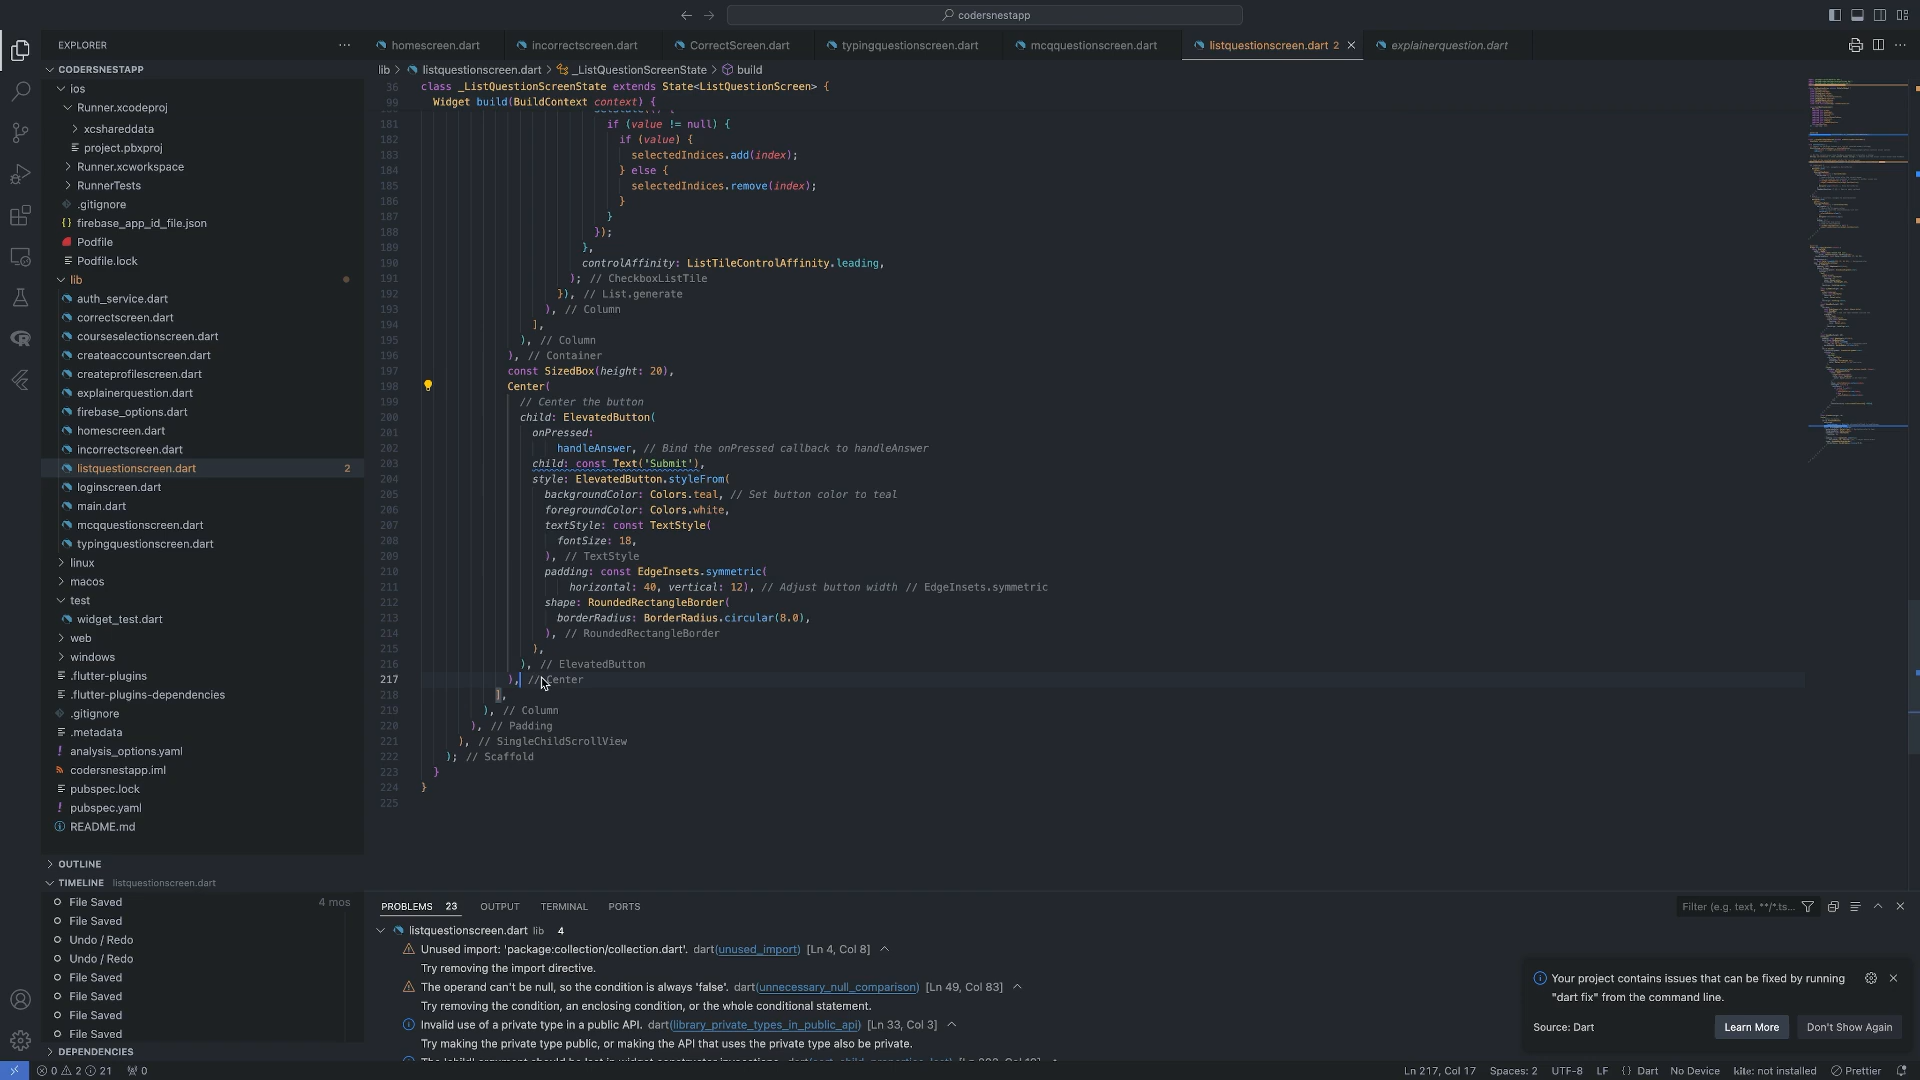 codersnestapp
EXPLORER
homescreen.dart
incorrectscreen.dart
CorrectScreen.dart
typingquestionscreen.dart
mcqquestionscreen.dart
listquestionscreen.dart 2
explainerquestion.dart
CODERSNESTAPP
ios
Runner.xcodeproj
xcshareddata
project.pbxproj
Runner.xcworkspace
RunnerTests
.gitignore
firebase_app_id_file.json
Podfile
Podfile.lock
lib
auth_service.dart
correctscreen.dart
courseselectionscreen.dart
createaccountscreen.dart
createprofilescreen.dart
explainerquestion.dart
firebase_options.dart
homescreen.dart
incorrectscreen.dart
listquestionscreen.dart 2
loginscreen.dart
main.dart
mcqquestionscreen.dart
typingquestionscreen.dart
linux
macos
test
widget_test.dart
web
windows
.flutter-plugins
.flutter-plugins-dependencies
.gitignore
.metadata
analysis_options.yaml
codersnestapp.iml
pubspec.lock
pubspec.yaml
README.md
OUTLINE
TIMELINE listquestionscreen.dart
File Saved 4 mos
File Saved
Undo / Redo
Undo / Redo
File Saved
File Saved
File Saved
File Saved
DEPENDENCIES
lib > listquestionscreen.dart > _ListQuestionScreenState > build
36 class _ListQuestionScreenState extends State<ListQuestionScreen> {
99 Widget build(BuildContext context) {
181 if (value != null) {
182 if (value) {
183 selectedIndices.add(index);
184 } else {
185 selectedIndices.remove(index);
186 }
187 }
188 });
189 },
190 controlAffinity: ListTileControlAffinity.leading,
191 ); // CheckboxListTile
192 }), // List.generate
193 ), // Column
194 ],
195 ), // Column
196 ), // Container
197 const SizedBox(height: 20),
198 Center(
199 // Center the button
200 child: ElevatedButton(
201 onPressed:
202 handleAnswer, // Bind the onPressed callback to handleAnswer
203 child: const Text('Submit'),
204 style: ElevatedButton.styleFrom(
205 backgroundColor: Colors.teal, // Set button color to teal
206 foregroundColor: Colors.white,
207 textStyle: const TextStyle(
208 fontSize: 18,
209 ), // TextStyle
210 padding: const EdgeInsets.symmetric(
211 horizontal: 40, vertical: 12), // Adjust button width // EdgeInsets.symmetric
212 shape: RoundedRectangleBorder(
213 borderRadius: BorderRadius.circular(8.0),
214 ), // RoundedRectangleBorder
215 ),
216 ), // ElevatedButton
217 ), // Center
218 ],
219 ), // Column
220 ), // Padding
221 ), // SingleChildScrollView
222 ); // Scaffold
223 }
224 }
225
PROBLEMS 23 OUTPUT TERMINAL PORTS
Filter (e.g. text, **/*.ts...
listquestionscreen.dart lib 4
Unused import: 'package:collection/collection.dart'. dart(unused_import) [Ln 4, Col 8]
Try removing the import directive.
The operand can't be null, so the condition is always 'false'. dart(unnecessary_null_comparison) [Ln 49, Col 83]
Try removing the condition, an enclosing condition, or the whole conditional statement.
Invalid use of a private type in a public API. dart(library_private_types_in_public_api) [Ln 33, Col 3]
Try making the private type public, or making the API that uses the private type also be private.
Your project contains issues that can be fixed by running
"dart fix" from the command line.
Source: Dart
Learn More
Don't Show Again
0 2 21 0
Ln 217, Col 17 Spaces: 2 UTF-8 LF {} Dart No Device kite: not installed Prettier